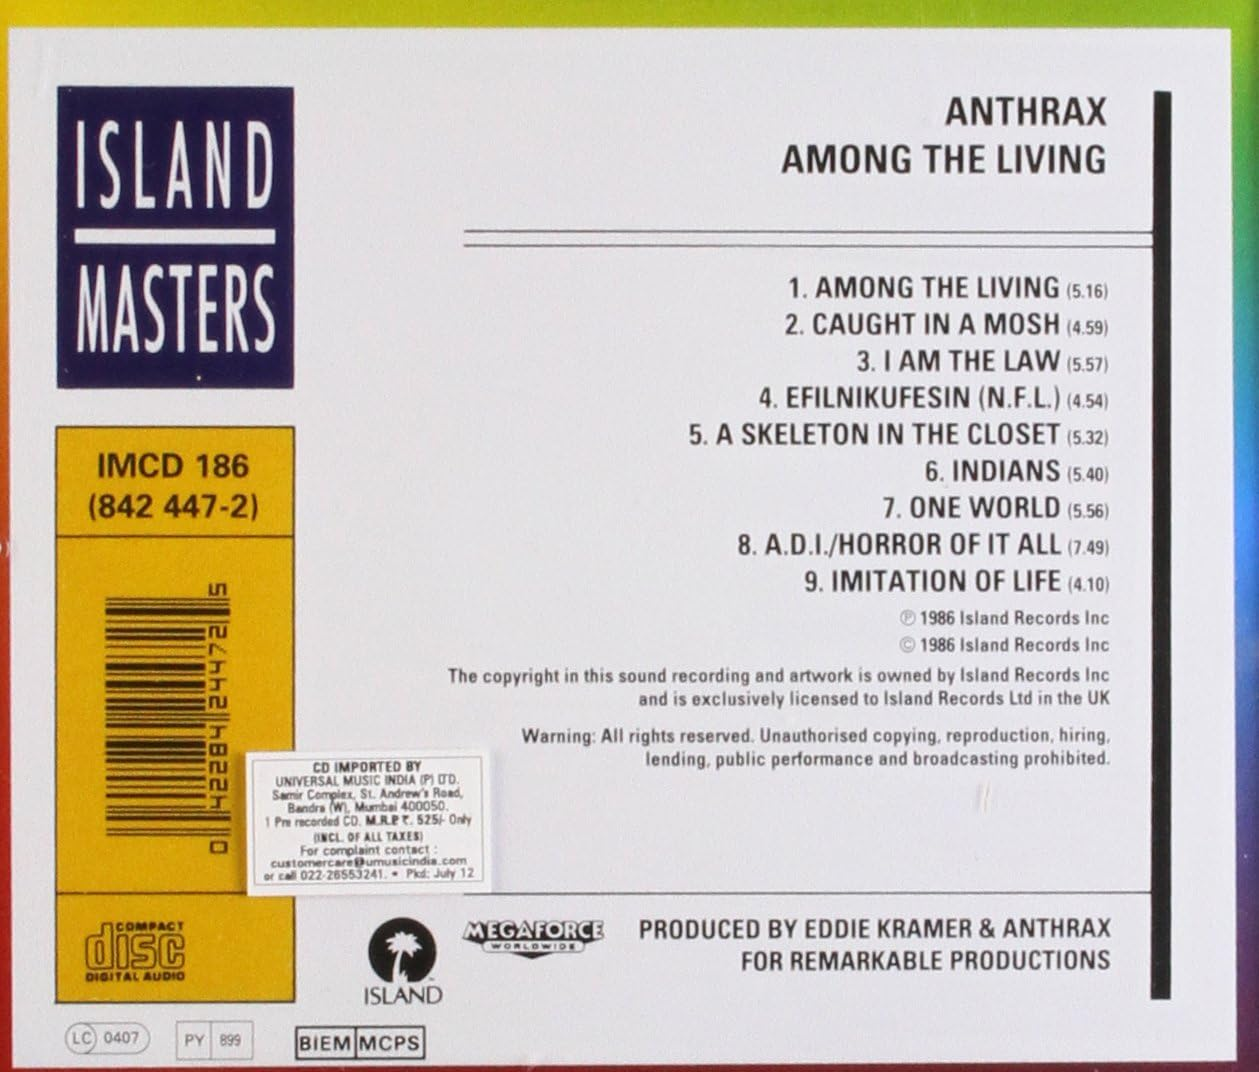 ISLAND
MASTERS
IMCD 186
(842 447-2)
5
COMPACT
disc
DIGITAL AUDIO
LC 0407
PY 899
BIEM MCPS
ANTHRAX
AMONG THE LIVING
1. AMONG THE LIVING (5.16)
2. CAUGHT IN A MOSH (4.59)
3. I AM THE LAW (5.57)
4. EFILNIKUFESIN (N.F.L.) (4.54)
5. A SKELETON IN THE CLOSET (5.32)
6. INDIANS (5.40)
7. ONE WORLD (5.56)
8. A.D.I./HORROR OF IT ALL (7.49)
9. IMITATION OF LIFE (4.10)
℗ 1986 Island Records Inc
© 1986 Island Records Inc
The copyright in this sound recording and artwork is owned by Island Records Inc
and is exclusively licensed to Island Records Ltd in the UK
Warning: All rights reserved. Unauthorised copying, reproduction, hiring,
lending, public performance and broadcasting prohibited.
CD IMPORTED BY
UNIVERSAL MUSIC INDIA (P) LTD.
Samir Complex, St. Andrew's Road,
Bandra (W), Mumbai 400050.
1 Pre recorded CD. M.R.P ₹. 525/- Only
(INCL. OF ALL TAXES)
For complaint contact :
customercare@umusicindia.com
or call 022-26553241. • Pkd: July 12
ISLAND
MEGAFORCE
WORLDWIDE
PRODUCED BY EDDIE KRAMER & ANTHRAX
FOR REMARKABLE PRODUCTIONS